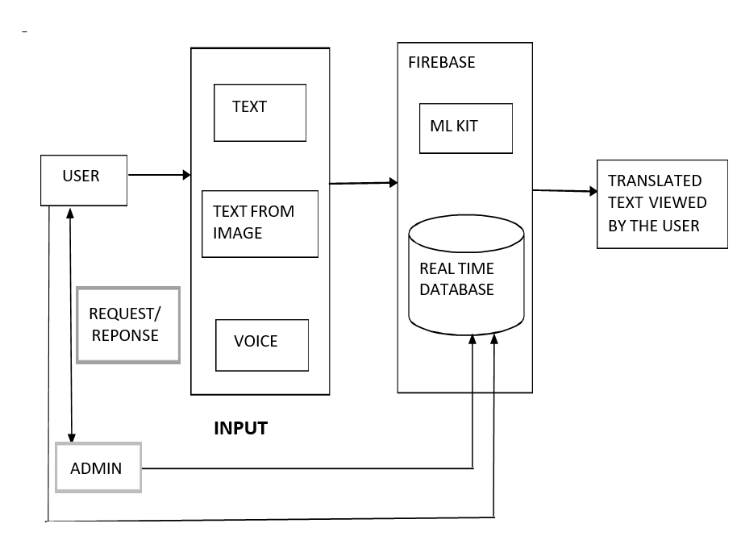 USER
TEXT
TEXT FROM
IMAGE
VOICE
INPUT
FIREBASE
ML KIT
REAL TIME
DATABASE
TRANSLATED
TEXT VIEWED
BY THE USER
REQUEST/
REPONSE
ADMIN